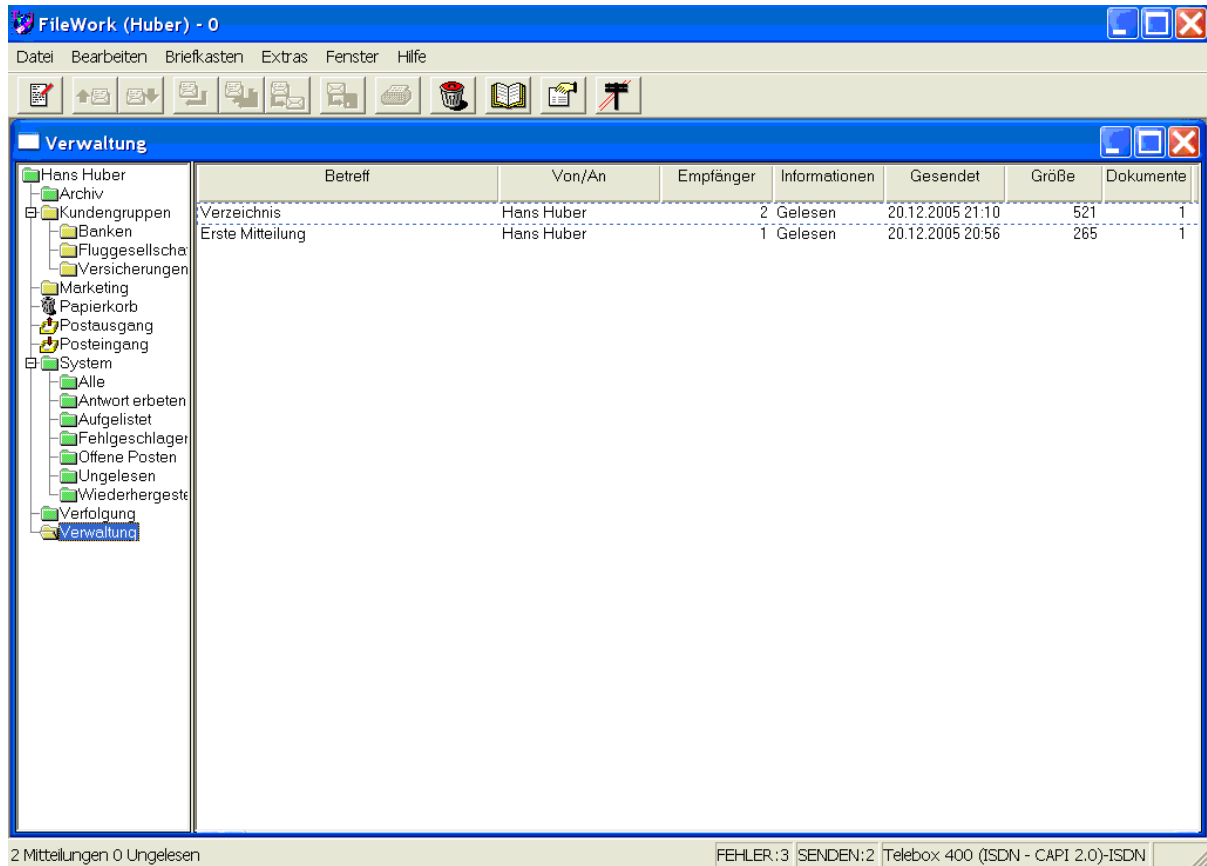 FileWork (Huber) - 0
Datei Bearbeiten Briefkasten Extras Fenster Hilfe
Verwaltung
Hans Huber
Archiv
Kundengruppen
Banken
Fluggesellscha
Versicherungen
Marketing
Papierkorb
Postausgang
Posteingang
System
Alle
Antwort erbeten
Aufgelistet
Fehlgeschlagen
Offene Posten
Ungelesen
Wiederhergeste
Verfolgung
Verwaltung
Betreff Von/An Empfänger Informationen Gesendet Größe Dokumente
Verzeichnis Hans Huber 2 Gelesen 20.12.2005 21:10 521 1
Erste Mitteilung Hans Huber 1 Gelesen 20.12.2005 20:56 265 1
2 Mitteilungen 0 Ungelesen FEHLER:3 SENDEN:2 Telebox 400 (ISDN - CAPI 2.0)-ISDN